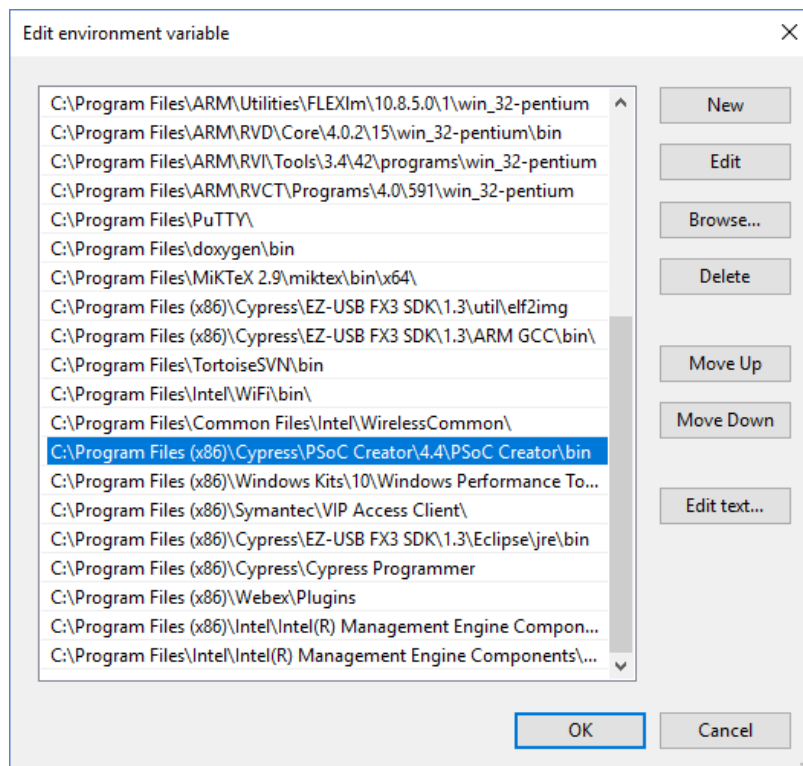 Edit environment variable
C:\Program Files\ARM\Utilities\FLEXlm\10.8.5.0\1\win_32-pentium
C:\Program Files\ARM\RVD\Core\4.0.2\15\win_32-pentium\bin
C:\Program Files\ARM\RVI\Tools\3.4\42\programs\win_32-pentium
C:\Program Files\ARM\RVCT\Programs\4.0\591\win_32-pentium
C:\Program Files\PuTTY\
C:\Program Files\doxygen\bin
C:\Program Files\MiKTeX 2.9\miktex\bin\x64\
C:\Program Files (x86)\Cypress\EZ-USB FX3 SDK\1.3\util\elf2img
C:\Program Files (x86)\Cypress\EZ-USB FX3 SDK\1.3\ARM GCC\bin\
C:\Program Files\TortoiseSVN\bin
C:\Program Files\Intel\WiFi\bin\
C:\Program Files\Common Files\Intel\WirelessCommon\
C:\Program Files (x86)\Cypress\PSoC Creator\4.4\PSoC Creator\bin
C:\Program Files (x86)\Windows Kits\10\Windows Performance To...
C:\Program Files (x86)\Symantec\VIP Access Client\
C:\Program Files (x86)\Cypress\EZ-USB FX3 SDK\1.3\Eclipse\jre\bin
C:\Program Files (x86)\Cypress\Cypress Programmer
C:\Program Files (x86)\Webex\Plugins
C:\Program Files (x86)\Intel\Intel(R) Management Engine Compon...
C:\Program Files\Intel\Intel(R) Management Engine Components\...
New
Edit
Browse...
Delete
Move Up
Move Down
Edit text...
OK
Cancel